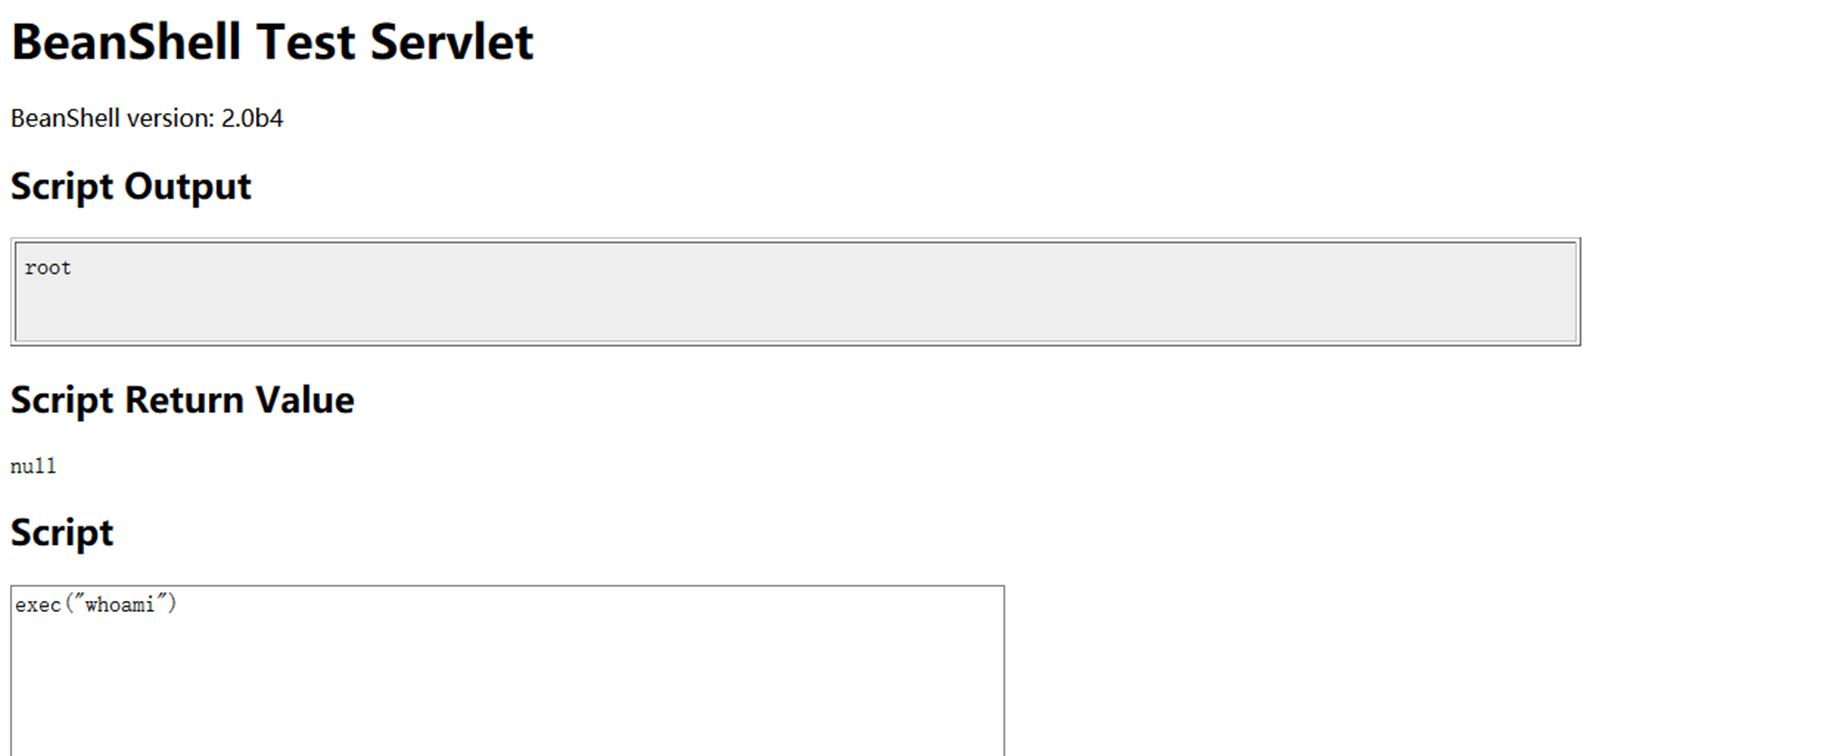 BeanShell Test Servlet
BeanShell version: 2.0b4
Script Output
root
Script Return Value
null
Script
exec("whoami")